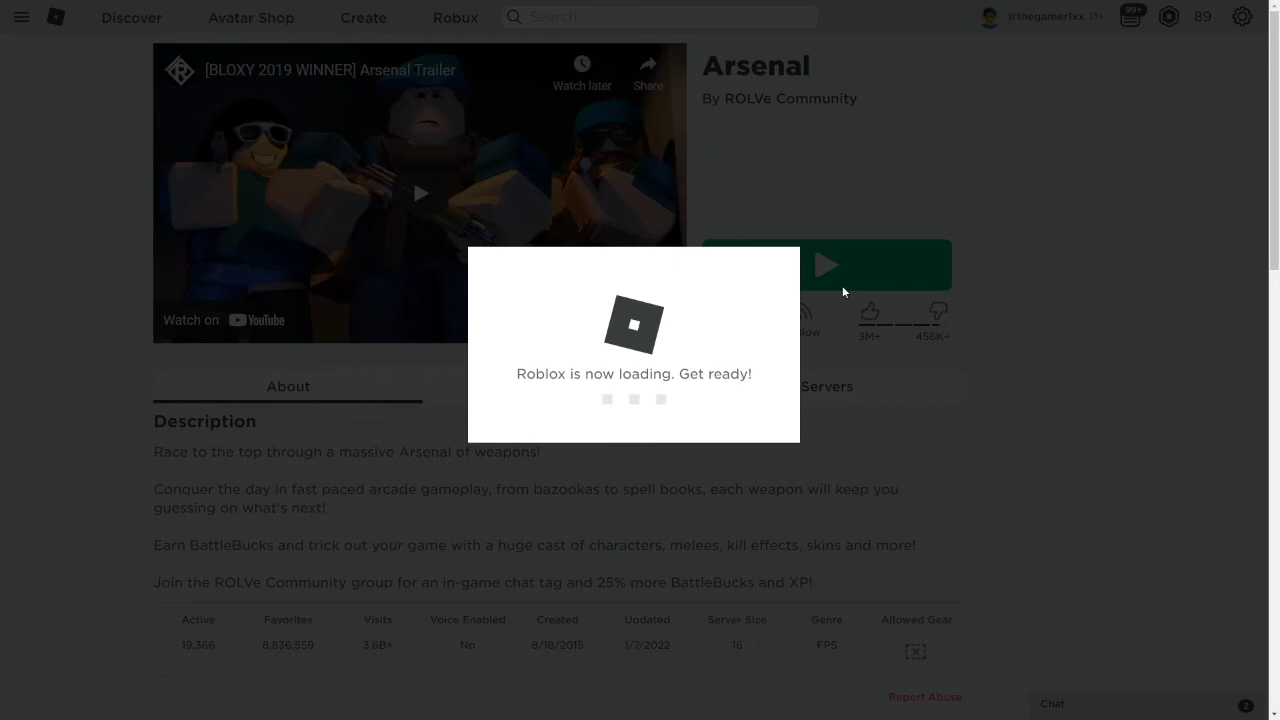 Discover
Avatar Shop
Create
Robux
Search
@thegamer1xx 13+
99+
89
[BLOXY 2019 WINNER] Arsenal Trailer
Watch later
Share
Watch on YouTube
Arsenal
By ROLVe Community
3M+
456K+
Roblox is now loading. Get ready!
About
Servers
Description
Race to the top through a massive Arsenal of weapons!
Conquer the day in fast paced arcade gameplay, from bazookas to spell books, each weapon will keep you
guessing on what's next!
Earn BattleBucks and trick out your game with a huge cast of characters, melees, kill effects, skins and more!
Join the ROLVe Community group for an in-game chat tag and 25% more BattleBucks and XP!
Active Favorites Visits Voice Enabled Created Updated Server Size Genre Allowed Gear
19,366 8,836,559 3.6B+ No 8/18/2015 1/7/2022 16 FPS
Report Abuse
Chat
2